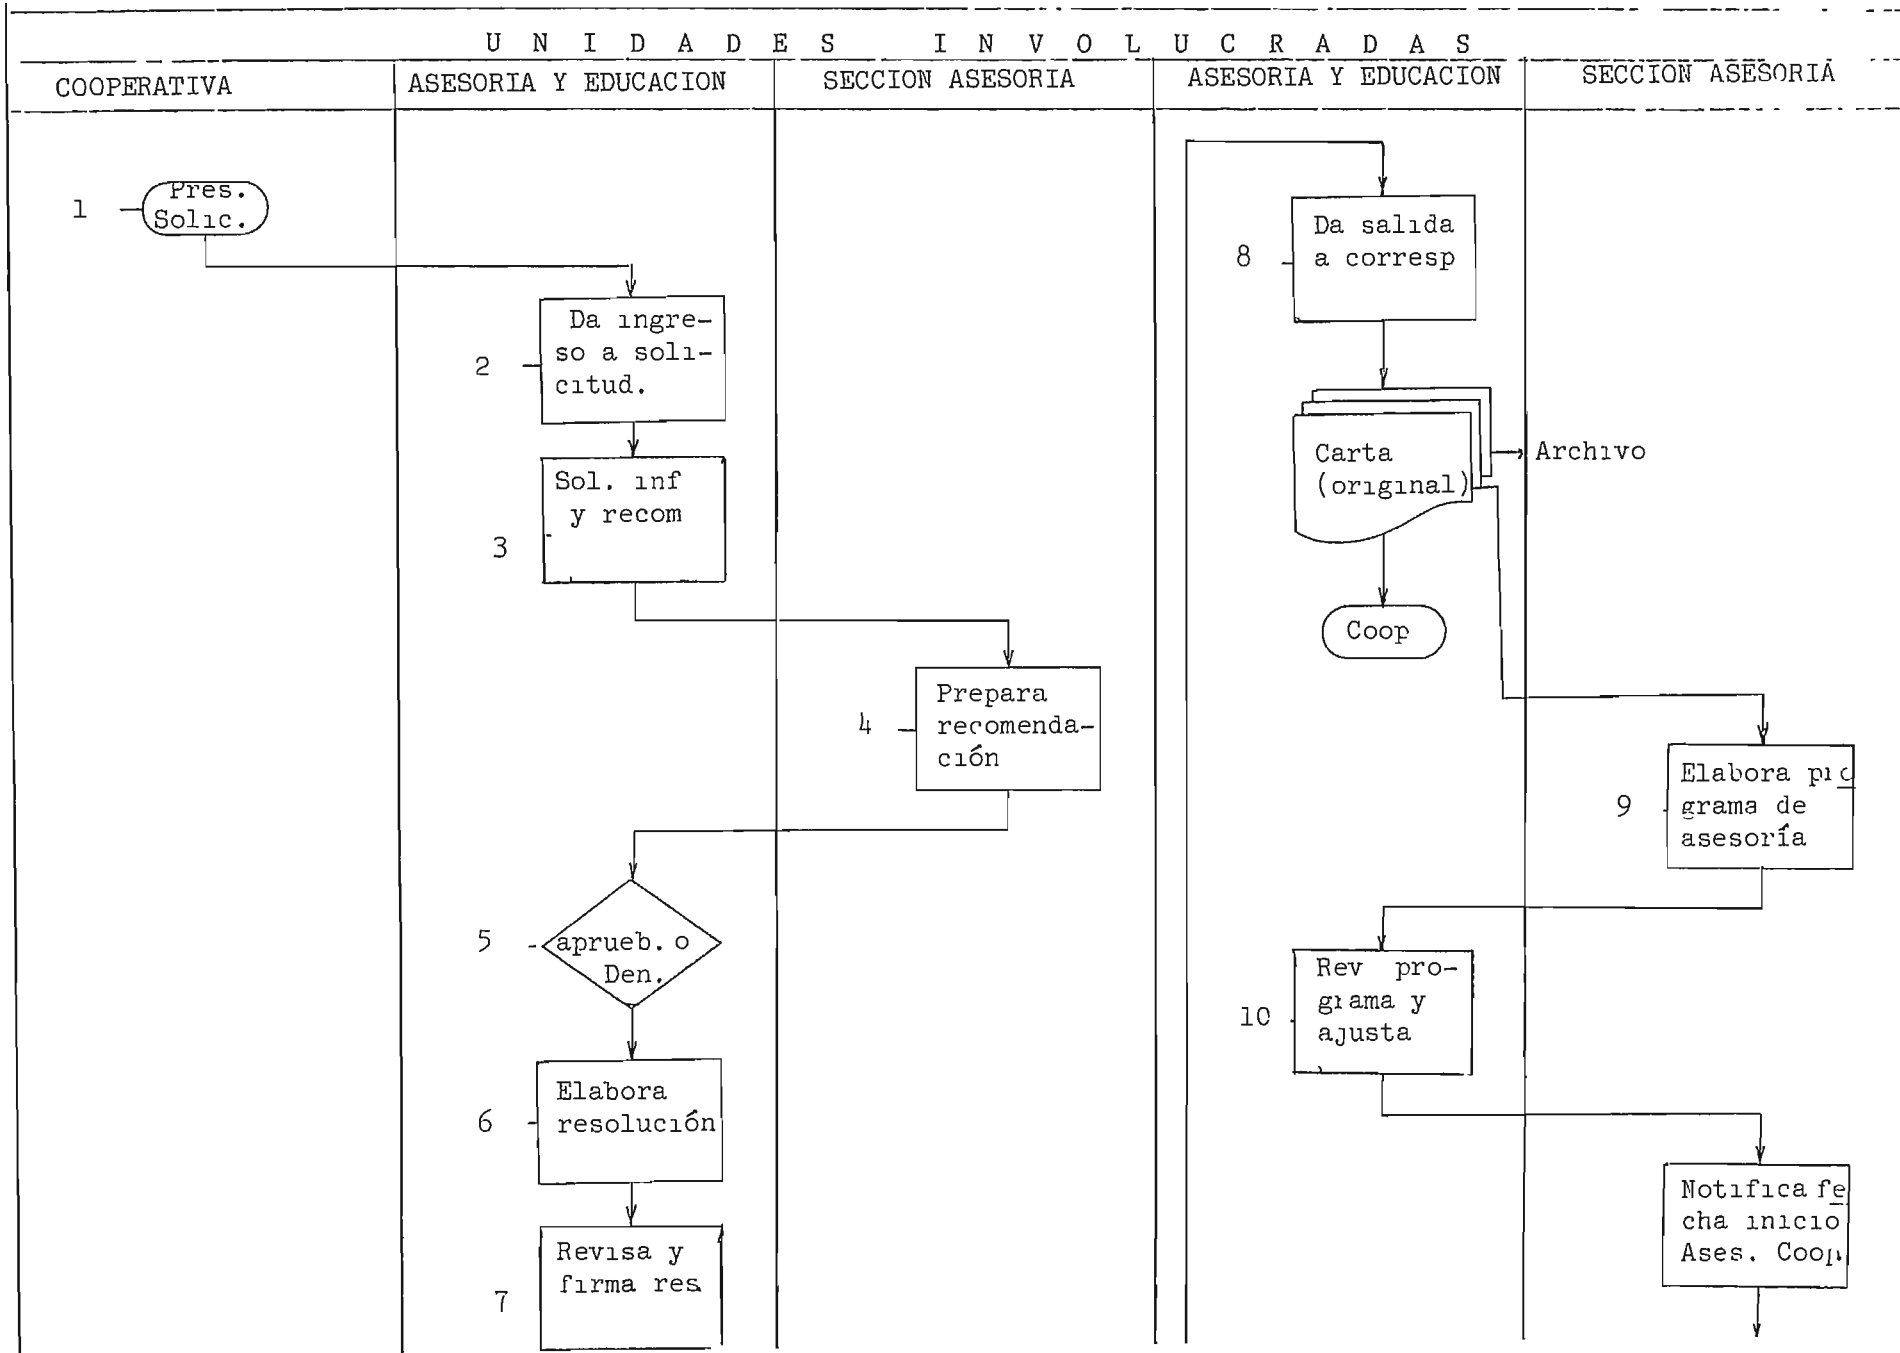 U N I D A D E S I N V O L U C R A D A S
COOPERATIVA
ASESORIA Y EDUCACION
SECCION ASESORIA
ASESORIA Y EDUCACION
SECCION ASESORIA
1
Pres.
Solic.
2
Da ingre-
so a soli-
citud.
3
Sol. inf
y recom
4
Prepara
recomenda-
ción
5
aprueb. o
Den.
6
Elabora
resolución
7
Revisa y
firma res
8
Da salida
a corresp
Carta
(original)
Archivo
Coop
9
Elabora pro
grama de
asesoría
10
Rev pro-
grama y
ajusta
Notifica fe
cha inicio
Ases. Coop.